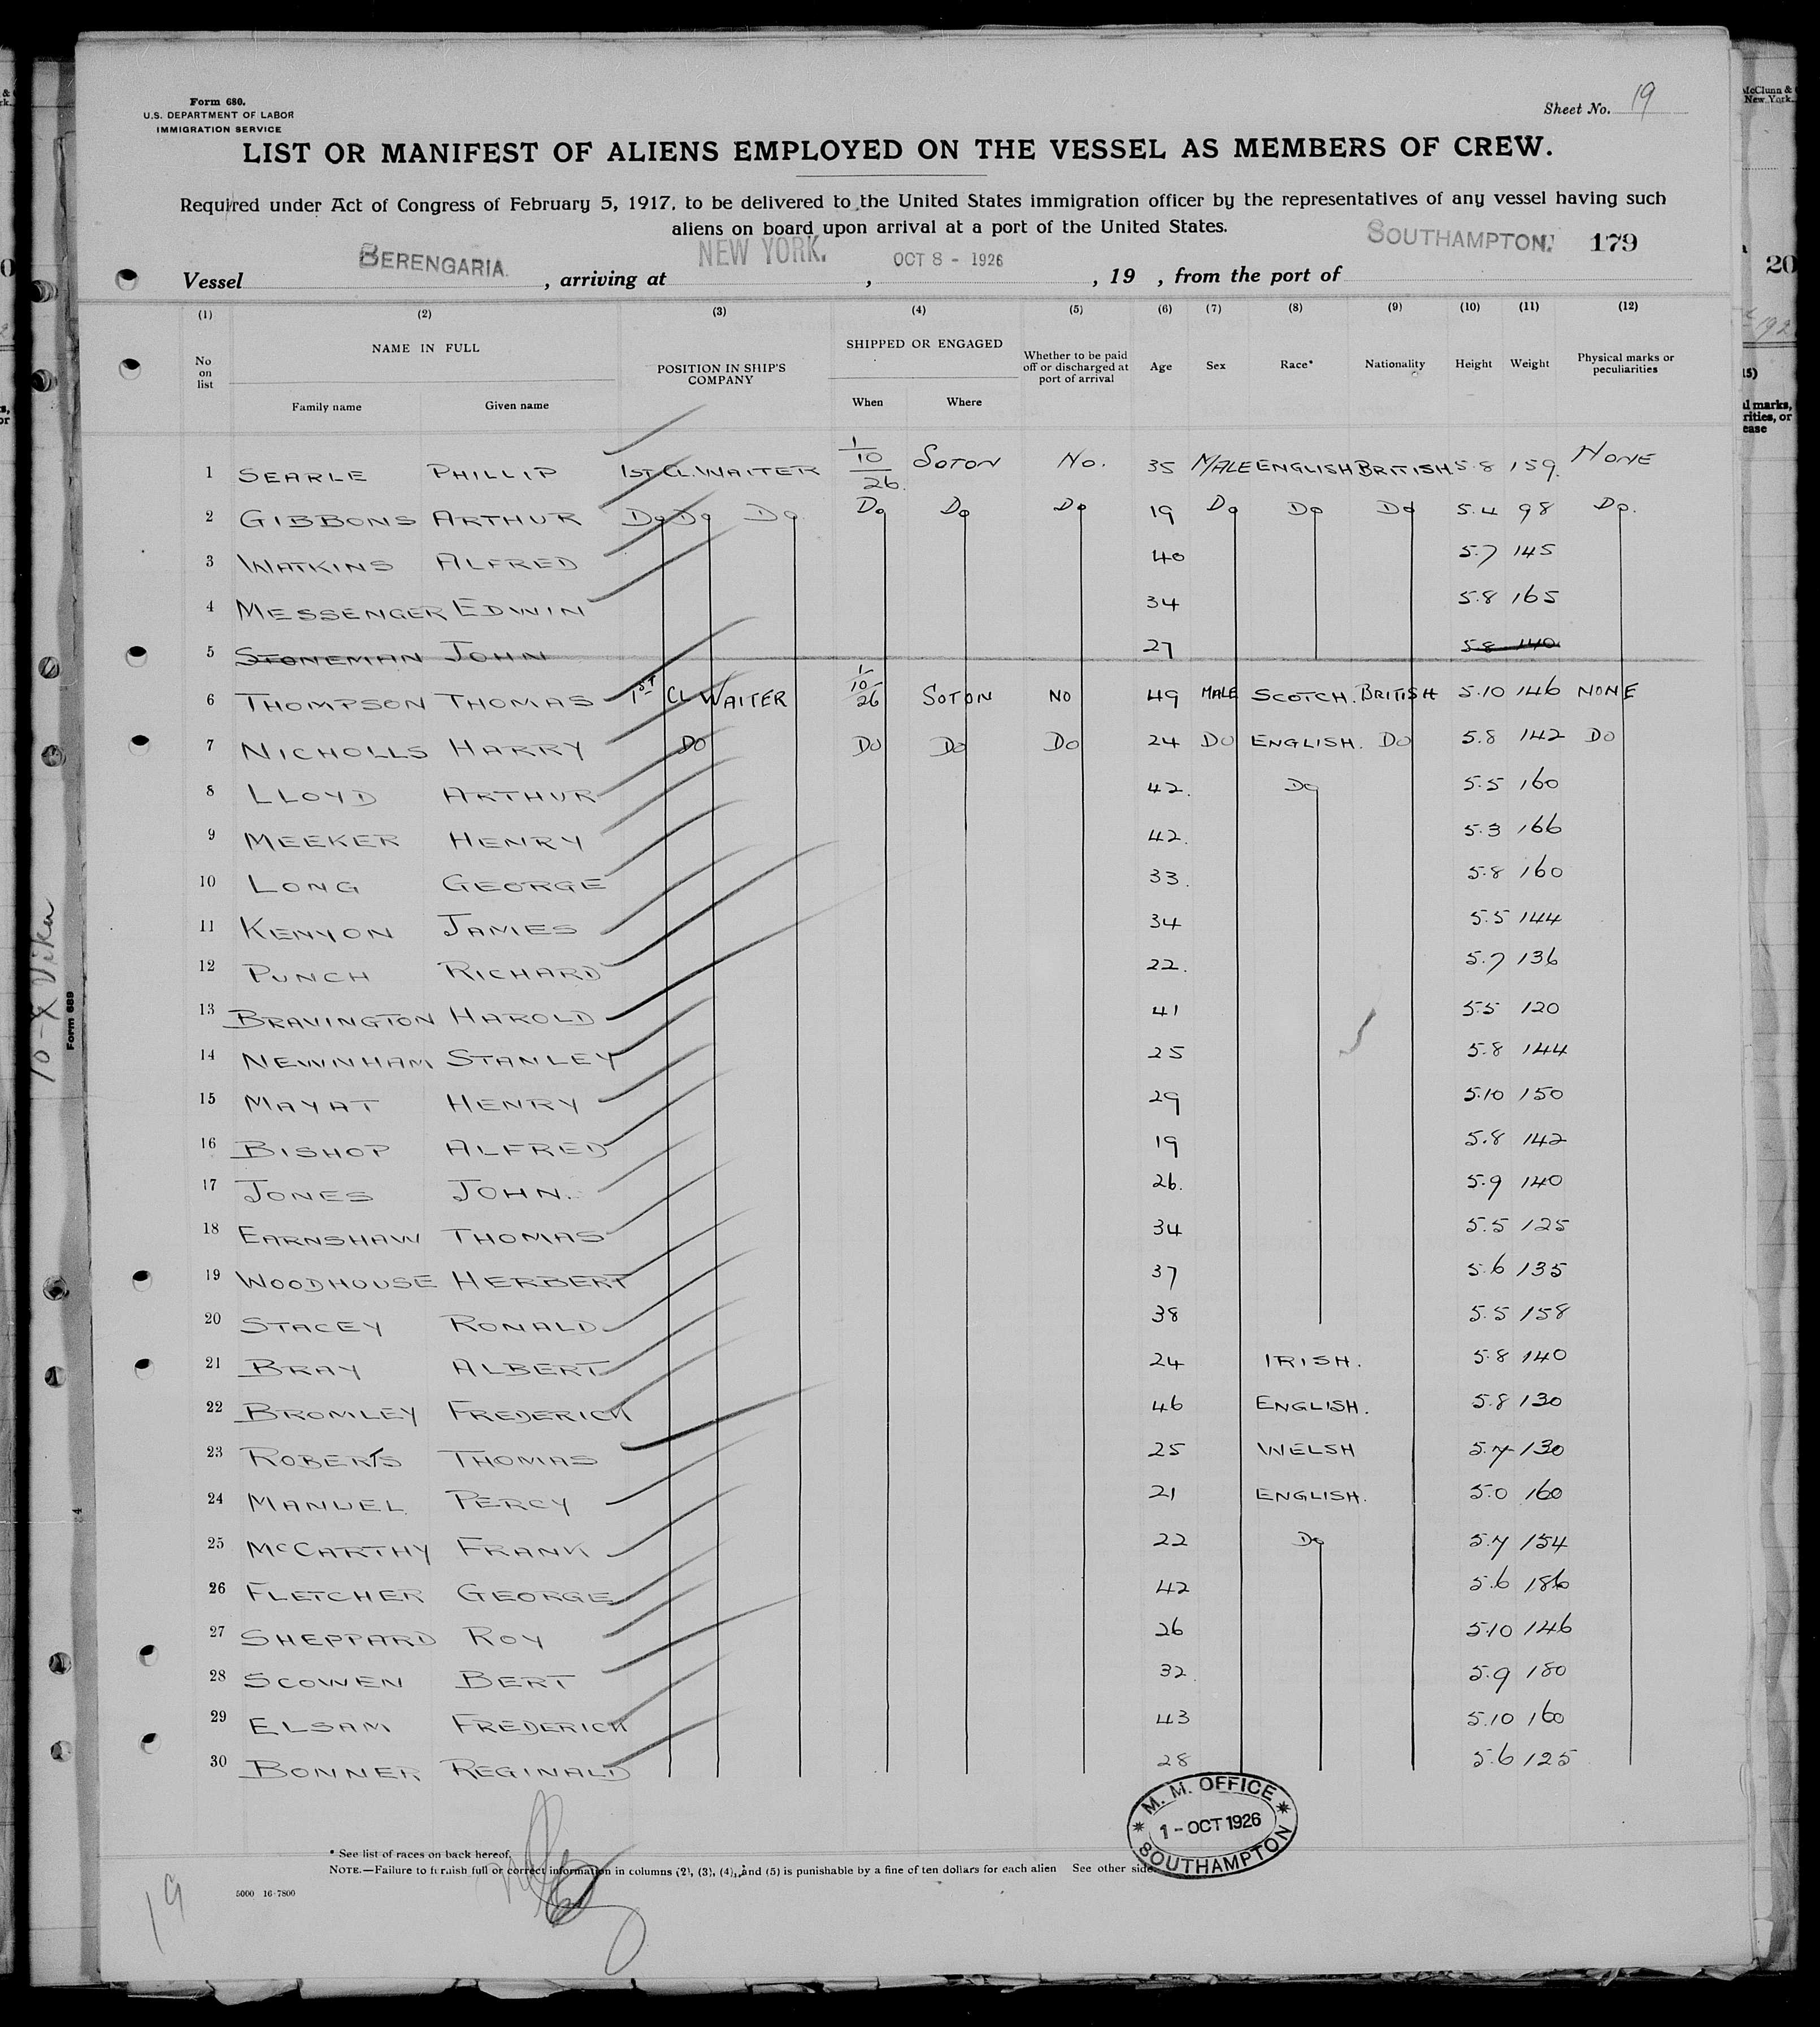 Form 680.
U.S. DEPARTMENT OF LABOR
IMMIGRATION SERVICE
Sheet No. 19
LIST OR MANIFEST OF ALIENS EMPLOYED ON THE VESSEL AS MEMBERS OF CREW.
Required under Act of Congress of February 5, 1917, to be delivered to the United States immigration officer by the representatives of any vessel having such
aliens on board upon arrival at a port of the United States.
179
Vessel BERENGARIA , arriving at NEW YORK. , OCT 8 - 1926 , 19 , from the port of SOUTHAMPTON.
(1) (2) (3) (4) (5) (6) (7) (8) (9) (10) (11) (12)
No on list NAME IN FULL POSITION IN SHIP'S COMPANY SHIPPED OR ENGAGED Whether to be paid off or discharged at port of arrival Age Sex Race* Nationality Height Weight Physical marks or peculiarities
Family name Given name When Where
1 SEARLE PHILLIP 1ST CL. WAITER 1/10/26. SOTON No. 35 MALE ENGLISH BRITISH 5.8 159. NONE
2 GIBBONS ARTHUR Do Do Do Do Do Do 19 Do Do Do 5.4 98 Do.
3 WATKINS ALFRED 40 5.7 145
4 MESSENGER EDWIN 34 5.8 165
5 STONEMAN JOHN 27 5.8 140
6 THOMPSON THOMAS 1ST CL WAITER 1/10/26 SOTON NO 49 MALE SCOTCH. BRITISH 5.10 146 NONE
7 NICHOLLS HARRY DO DO DO DO 24 DO ENGLISH. DO 5.8 142 DO
8 LLOYD ARTHUR 42. Do 5.5 160
9 MEEKER HENRY 42. 5.3 166
10 LONG GEORGE 33. 5.8 160
11 KENYON JAMES 34 5.5 144
12 PUNCH RICHARD 22. 5.7 136
13 BRAVINGTON HAROLD 41 5.5 120
14 NEWNHAM STANLEY 25 5.8 144
15 MAYAT HENRY 29 5.10 150
16 BISHOP ALFRED 19 5.8 142
17 JONES JOHN. 26. 5.9 140
18 EARNSHAW THOMAS 34 5.5 125
19 WOODHOUSE HERBERT 37 5.6 135
20 STACEY RONALD 38 5.5 158
21 BRAY ALBERT 24 IRISH. 5.8 140
22 BROMLEY FREDERICK 46 ENGLISH. 5.8 130
23 ROBERTS THOMAS 25 WELSH 5.7 130
24 MANUEL PERCY 21 ENGLISH. 5.0 160
25 McCARTHY FRANK 22 Do 5.7 154
26 FLETCHER GEORGE 42 5.6 186
27 SHEPPARD ROY 26 5.10 146
28 SCOWEN BERT 32. 5.9 180
29 ELSAM FREDERICK 43 5.10 160
30 BONNER REGINALD 28 5.6 125
M. M. OFFICE
1 - OCT 1926
SOUTHAMPTON
* See list of races on back hereof.
NOTE.—Failure to furnish full or correct information in columns (2), (3), (4), and (5) is punishable by a fine of ten dollars for each alien See other side.
5000 16-7800
19
Form 689
McClunn &
New York.
20